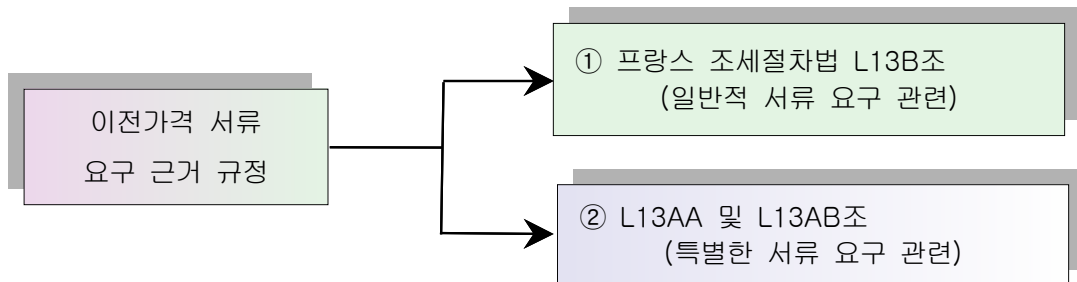 이전가격 서류
요구 근거 규정
① 프랑스 조세절차법 L13B조
(일반적 서류 요구 관련)
② L13AA 및 L13AB조
(특별한 서류 요구 관련)